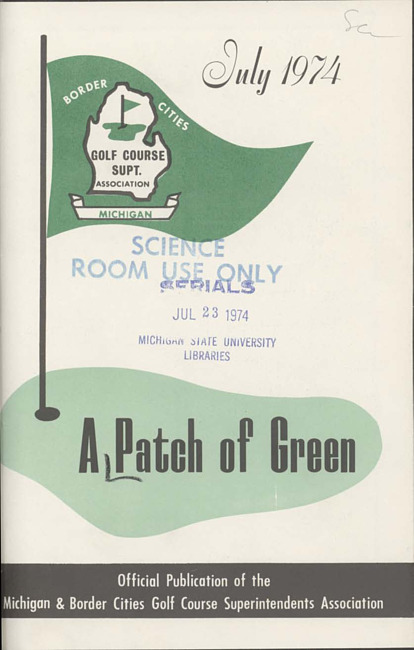 July 1974
BORDER CITIES
GOLF COURSE
SUPT.
ASSOCIATION
MICHIGAN
SCIENCE
ROOM USE ONLY
SERIALS
JUL 23 1974
MICHIGAN STATE UNIVERSITY
LIBRARIES
A Patch of Green
Official Publication of the
Michigan & Border Cities Golf Course Superintendents Association